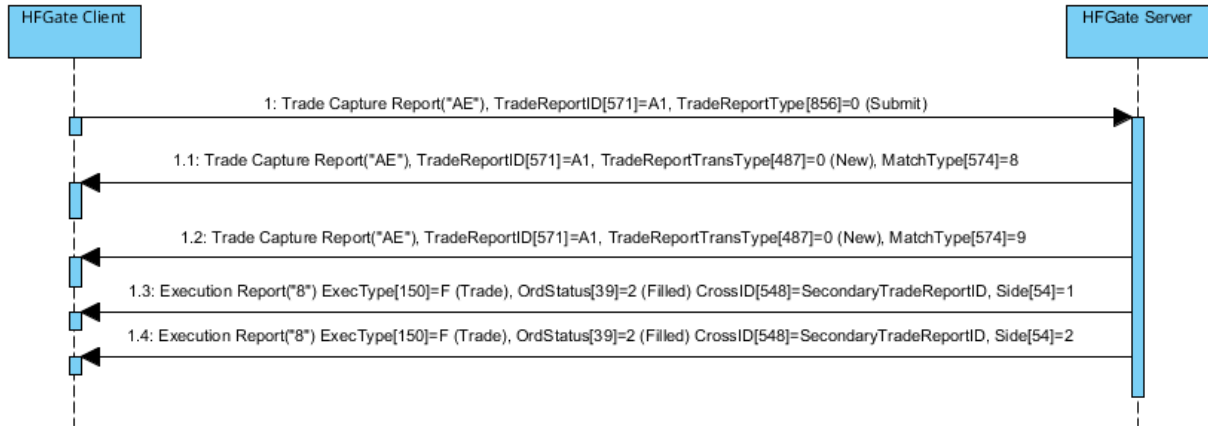 HFGate Client
HFGate Server
1: Trade Capture Report("AE"), TradeReportID[571]=A1, TradeReportType[856]=0 (Submit)
1.1: Trade Capture Report("AE"), TradeReportID[571]=A1, TradeReportTransType[487]=0 (New), MatchType[574]=8
1.2: Trade Capture Report("AE"), TradeReportID[571]=A1, TradeReportTransType[487]=0 (New), MatchType[574]=9
1.3: Execution Report("8") ExecType[150]=F (Trade), OrdStatus[39]=2 (Filled) CrossID[548]=SecondaryTradeReportID, Side[54]=1
1.4: Execution Report("8") ExecType[150]=F (Trade), OrdStatus[39]=2 (Filled) CrossID[548]=SecondaryTradeReportID, Side[54]=2